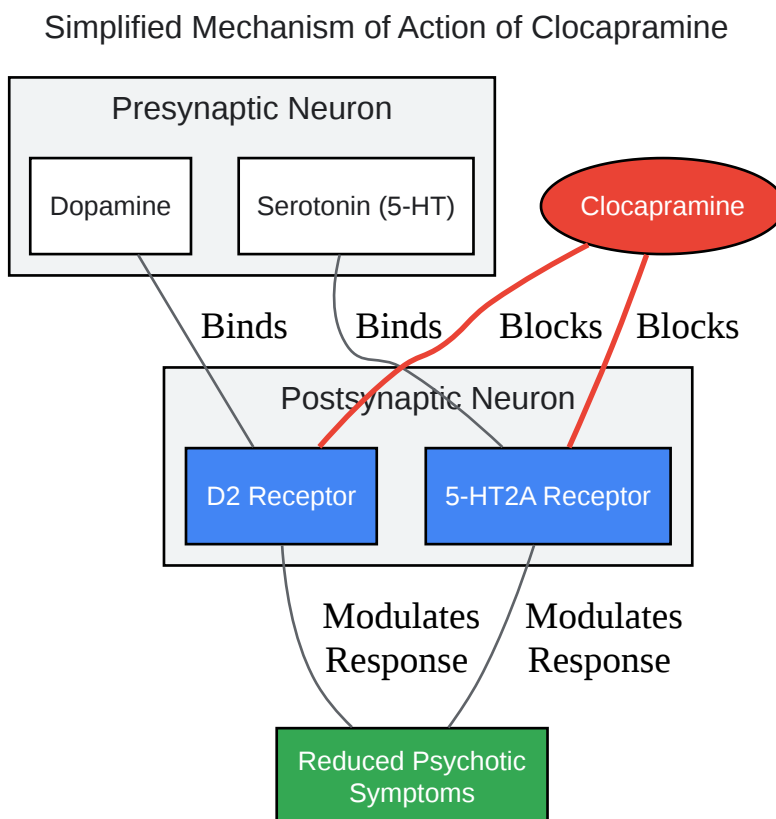 Simplified Mechanism of Action of Clocapramine
Presynaptic Neuron
Dopamine
Serotonin (5-HT)
Clocapramine
Binds
Binds
Blocks
Blocks
Postsynaptic Neuron
D2 Receptor
5-HT2A Receptor
Modulates
Response
Modulates
Response
Reduced Psychotic
Symptoms